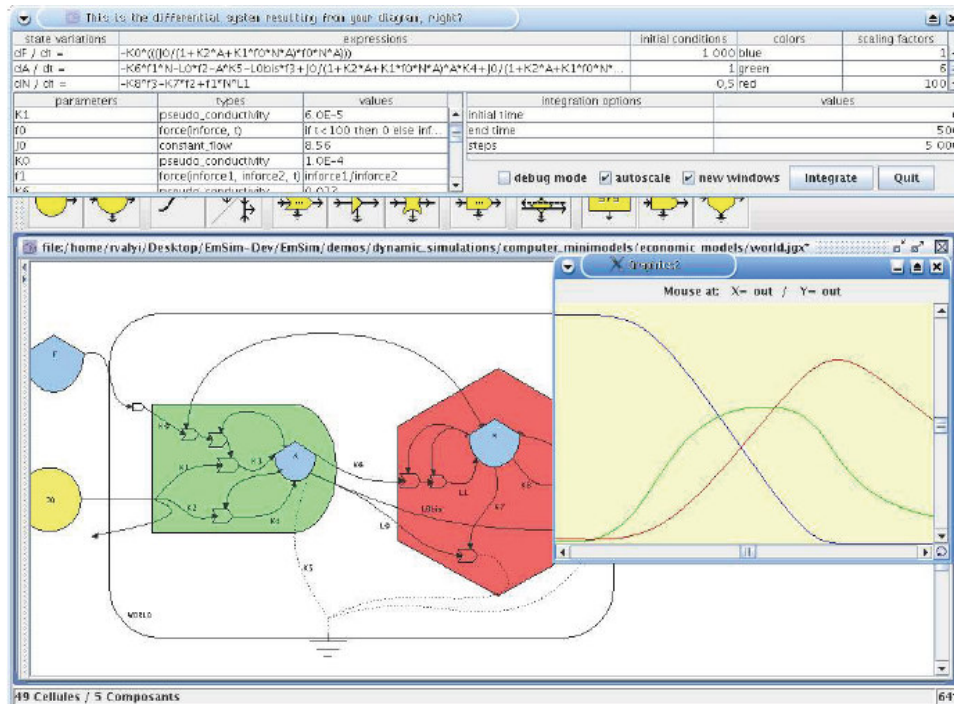 This is the differential system resulting from your diagram, right?
state variations expressions initial conditions colors scaling factors
dF / dt = -K0*(((J0/(1+K2*A+K1*f0*N*A)*f0*N*A))) 1 000 blue 1
dA / dt = -K6*f1*N-L0*f2-A*K5-L0bis*f3+J0/(1+K2*A+K1*f0*N*A)*A*K4+J0/(1+K2*A+K1*f0*N*... 1 green 6
dN / dt = -K8*f3-K7*f2+f1*N*L1 0,5 red 100
parameters types values
K1 pseudo_conductivity 6.0E-5
f0 force(inforce, t) if t<100 then 0 else inf...
J0 constant_flow 8.56
K0 pseudo_conductivity 1.0E-4
f1 force(inforce1, inforce2, t) inforce1/inforce2
K6 pseudo_conductivity 0.032
integration options values
initial time
end time 500
steps 5 000
debug mode autoscale new windows Integrate Quit
file:/home/rvalyi/Desktop/EmSim-Dev/EmSim/demos/dynamic_simulations/computer_minimodels/economic_models/world.jgx*
Mouse at: X= out / Y= out
F
K0
K1
K2
K3
K4
K5
K6
L1
K7
K8
L0
L0bis
J0
A
N
WORLD
49 Cellules / 5 Composants